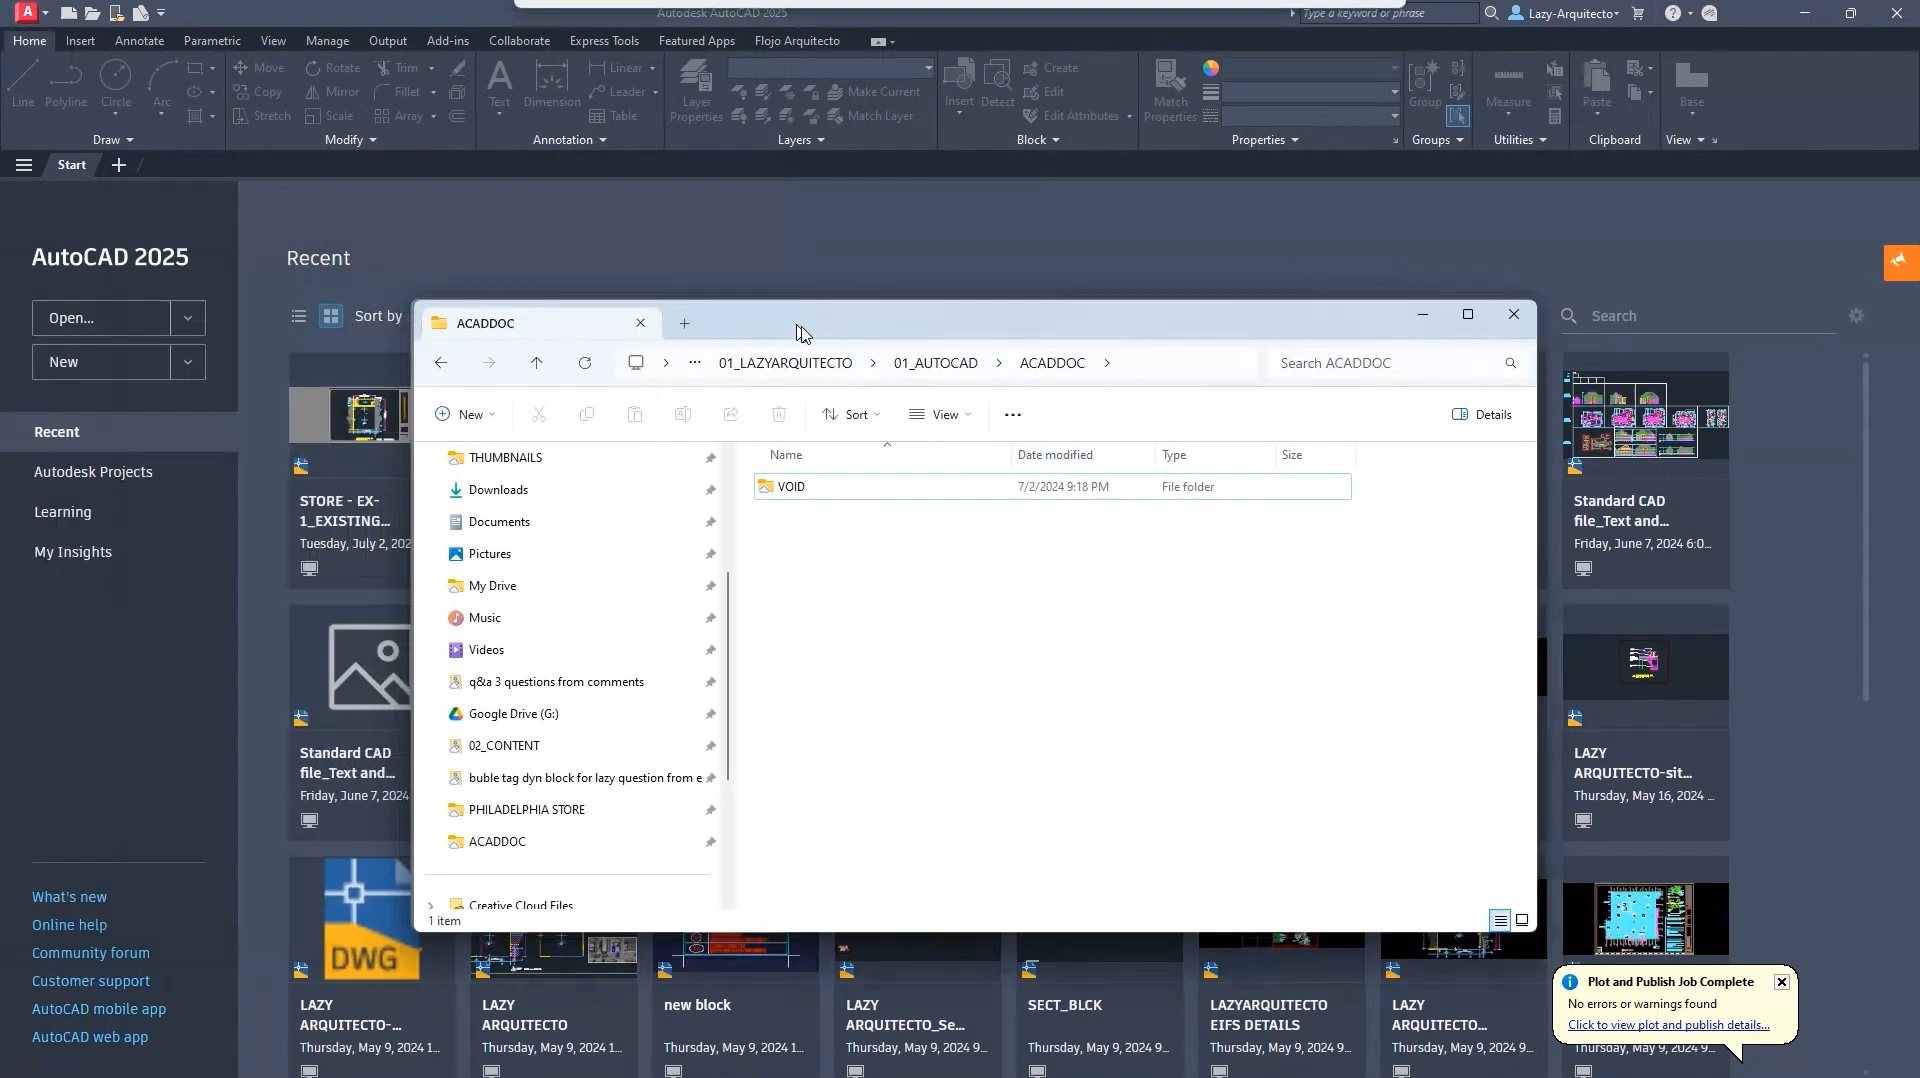 A
Autodesk AutoCAD 2025
Type a keyword or phrase
Lazy-Arquitecto
Home Insert Annotate Parametric View Manage Output Add-ins Collaborate Express Tools Featured Apps Flojo Arquitecto
Line Polyline Circle Arc
Move Rotate Trim
Copy Mirror Fillet
Stretch Scale Array
Text Dimension
Linear
Leader
Table
Layer Properties
Make Current
Match Layer
Insert Detect
Create
Edit
Edit Attributes
Match Properties
Group
Measure
Paste
Base
Draw Modify Annotation Layers Block Properties Groups Utilities Clipboard View
Start
AutoCAD 2025
Open...
New
Recent
Autodesk Projects
Learning
My Insights
What's new
Online help
Community forum
Customer support
AutoCAD mobile app
AutoCAD web app
Recent
Sort by
Search
ACADDOC
01_LAZYARQUITECTO > 01_AUTOCAD > ACADDOC >
Search ACADDOC
New
Sort
View
Details
Name Date modified Type Size
VOID 7/2/2024 9:18 PM File folder
THUMBNAILS
Downloads
Documents
Pictures
My Drive
Music
Videos
q&a 3 questions from comments
Google Drive (G:)
02_CONTENT
buble tag dyn block for lazy question from e
PHILADELPHIA STORE
ACADDOC
Creative Cloud Files
1 item
STORE - EX-
1_EXISTING...
Tuesday, July 2, 202
Standard CAD
file_Text and...
Friday, June 7, 2024 6:0...
Standard CAD
file_Text and...
Friday, June 7, 2024
LAZY
ARQUITECTO-sit...
Thursday, May 16, 2024 ...
DWG
LAZY
ARQUITECTO-...
Thursday, May 9, 2024 1...
LAZY
ARQUITECTO
Thursday, May 9, 2024 1...
new block
Thursday, May 9, 2024 1...
LAZY
ARQUITECTO_Se...
Thursday, May 9, 2024 9...
SECT_BLCK
Thursday, May 9, 2024 9...
LAZYARQUITECTO
EIFS DETAILS
Thursday, May 9, 2024 9...
LAZY
ARQUITECTO...
Thursday, May 9, 2024 9...
Plot and Publish Job Complete
No errors or warnings found
Click to view plot and publish details...
Thursday, May 9, 2024 9...